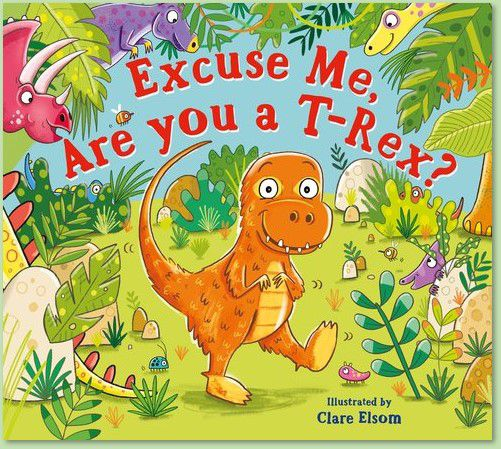 Excuse Me,
Are you a T-Rex?
Illustrated by
Clare Elsom